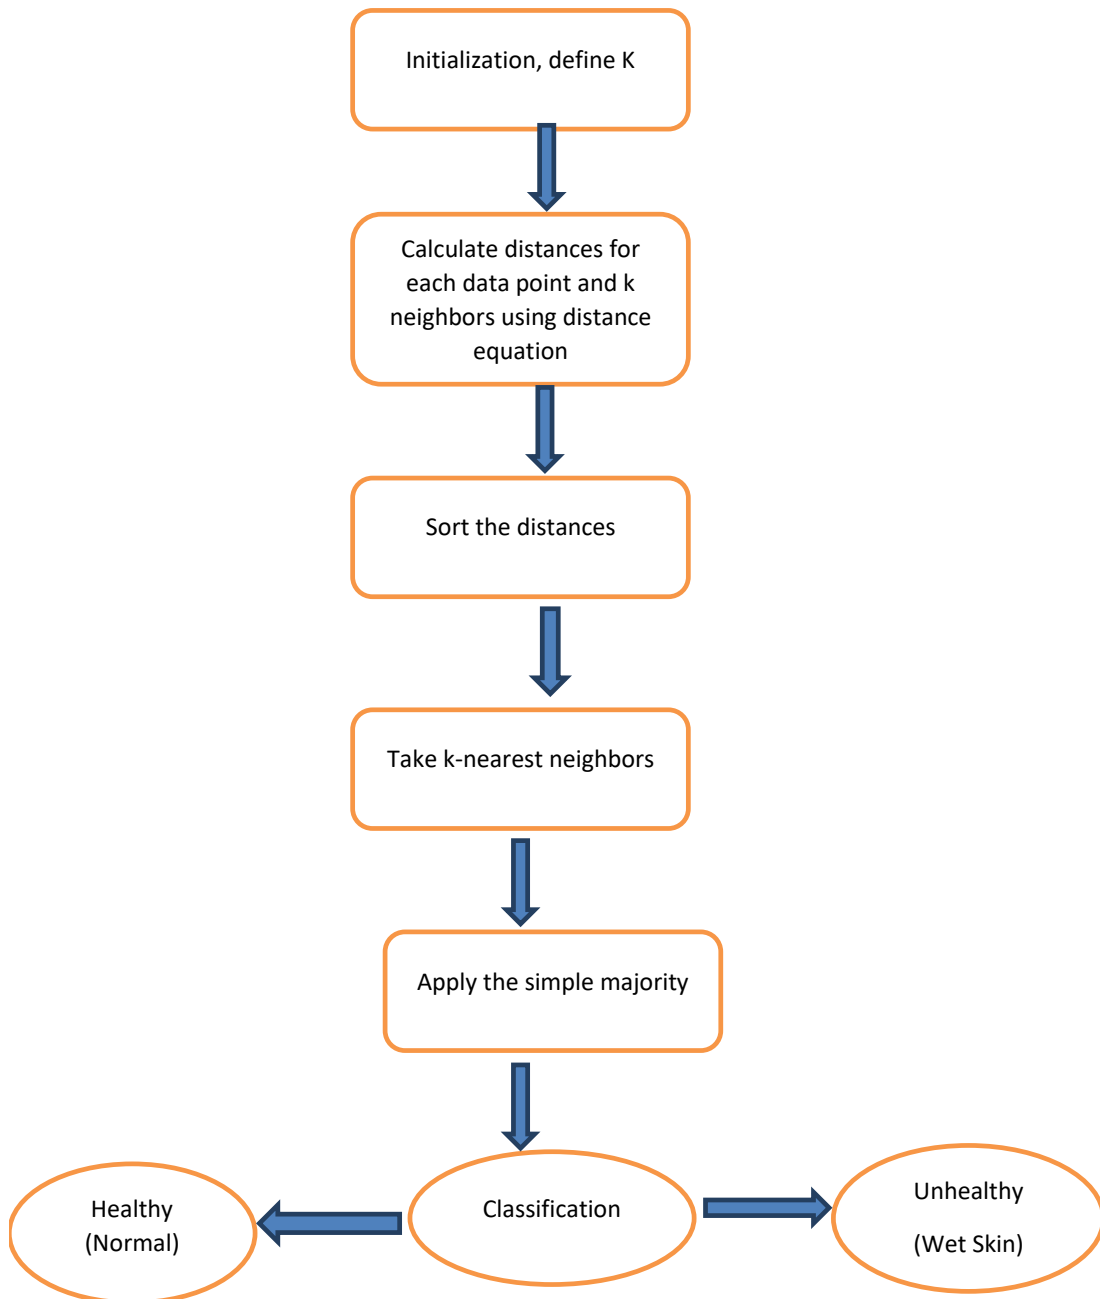 Initialization, define K
Calculate distances for
each data point and k
neighbors using distance
equation
Sort the distances
Take k-nearest neighbors
Apply the simple majority
Healthy
(Normal)
Classification
Unhealthy
(Wet Skin)